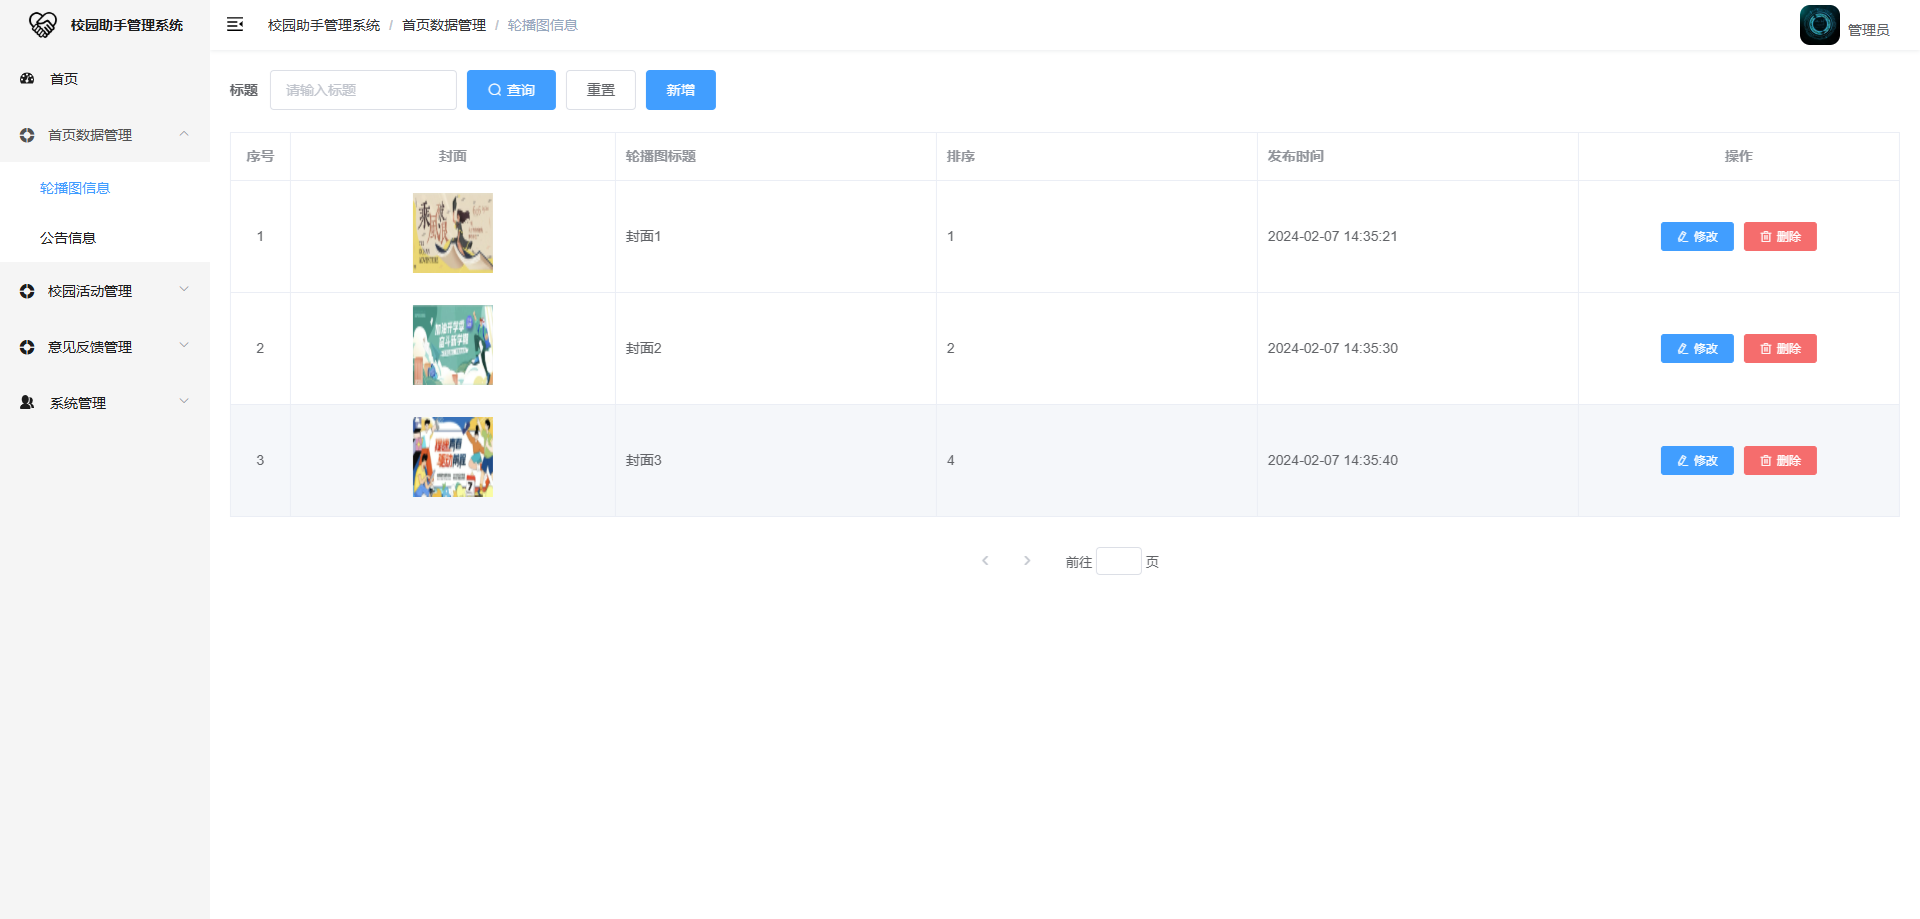 校园助手管理系统
校园助手管理系统 / 首页数据管理 / 轮播图信息
管理员
首页
首页数据管理
轮播图信息
公告信息
校园活动管理
意见反馈管理
系统管理
标题 请输入标题 查询 重置 新增
序号 封面 轮播图标题 排序 发布时间 操作
1 封面1 1 2024-02-07 14:35:21 修改 删除
2 封面2 2 2024-02-07 14:35:30 修改 删除
3 封面3 4 2024-02-07 14:35:40 修改 删除
前往 页